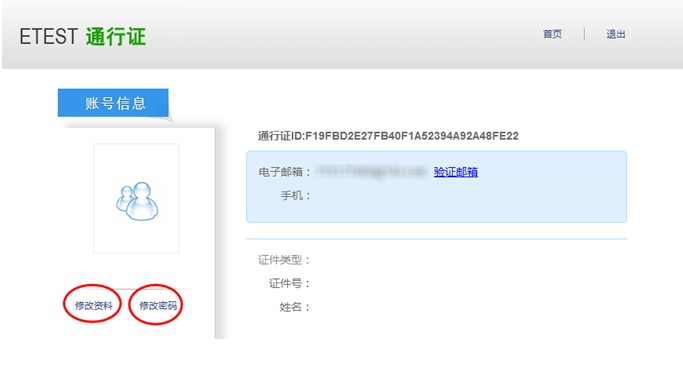 ETEST 通行证
首页
退出
账号信息
通行证ID:F19FBD2E27FB40F1A52394A92A48FE22
电子邮箱： 验证邮箱
手机：
证件类型：
证件号：
姓名：
修改资料 修改密码